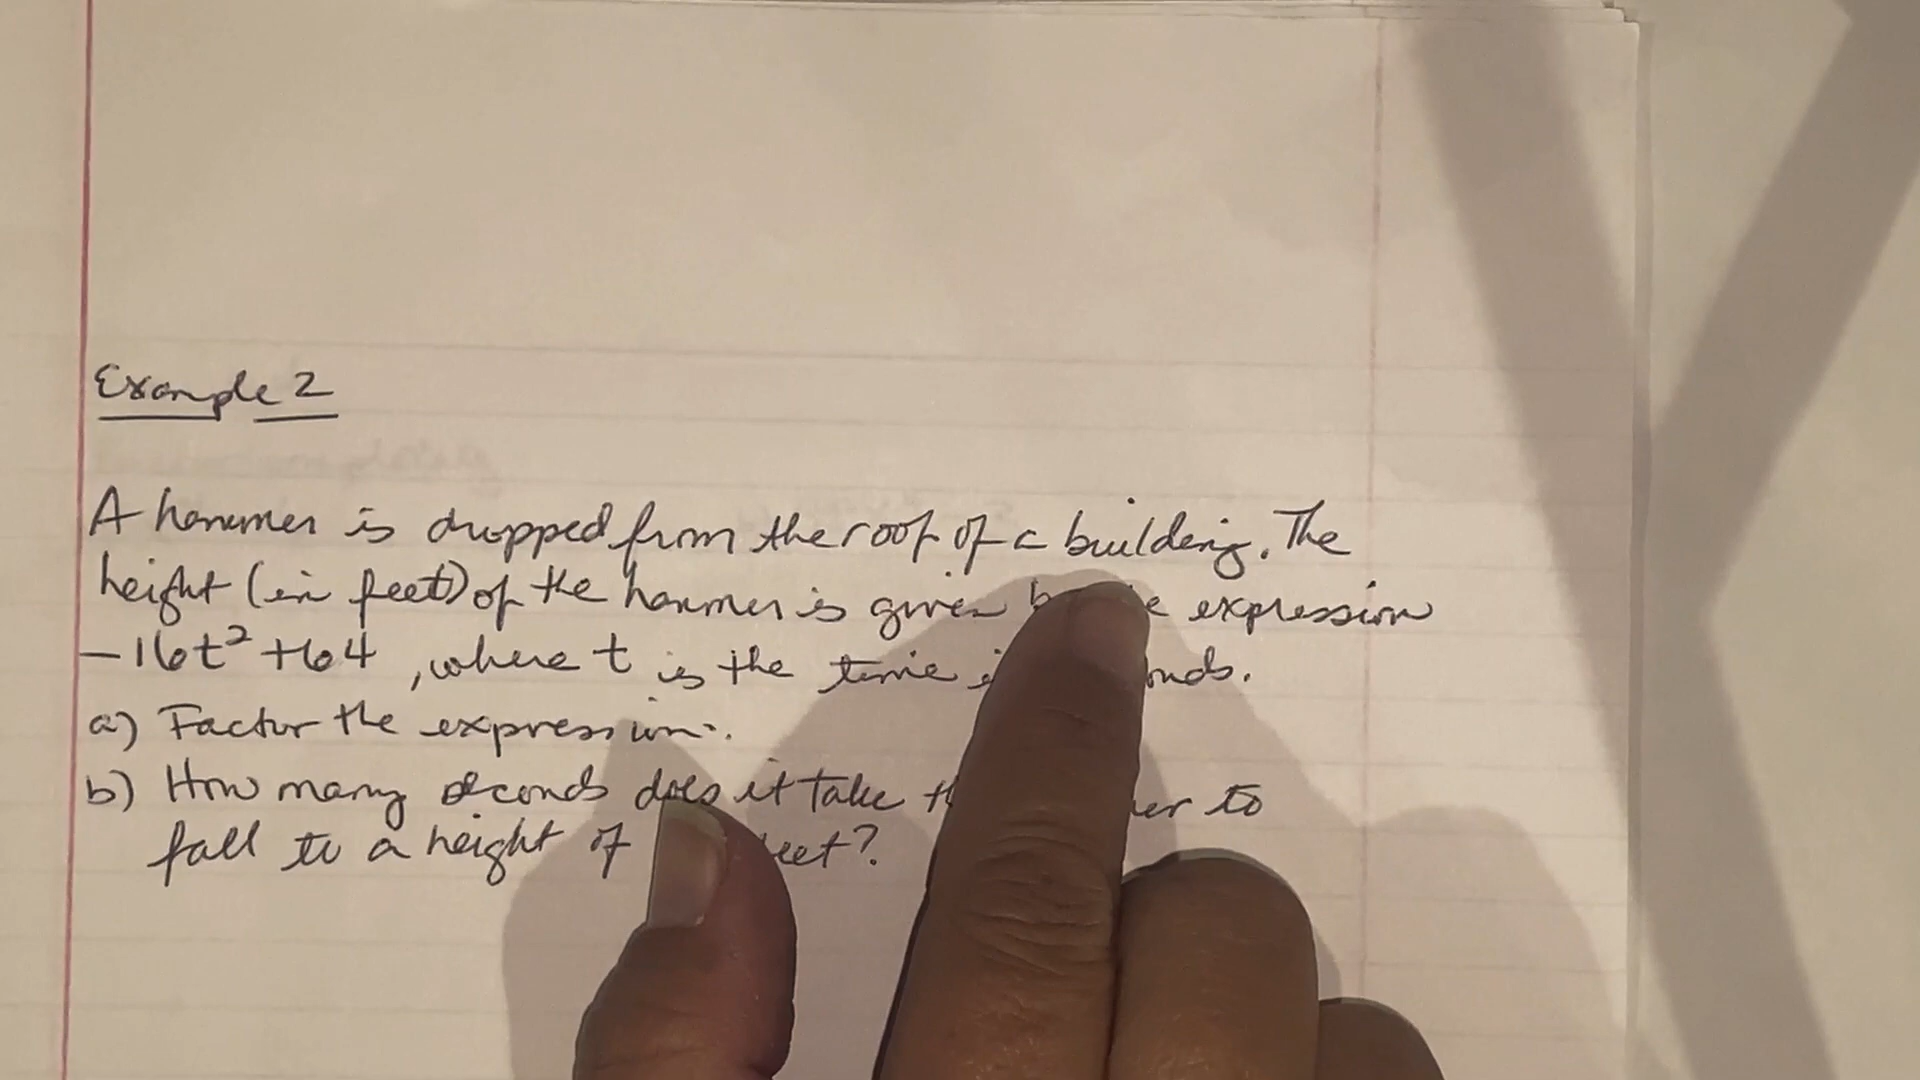 Example 2
A hammer is dropped from the roof of a building. The
height (in feet) of the hammer is given expression
-16t² +64, where t is the time
a) Factor the expression.
b) How many seconds does it take to
fall to a height of feet?